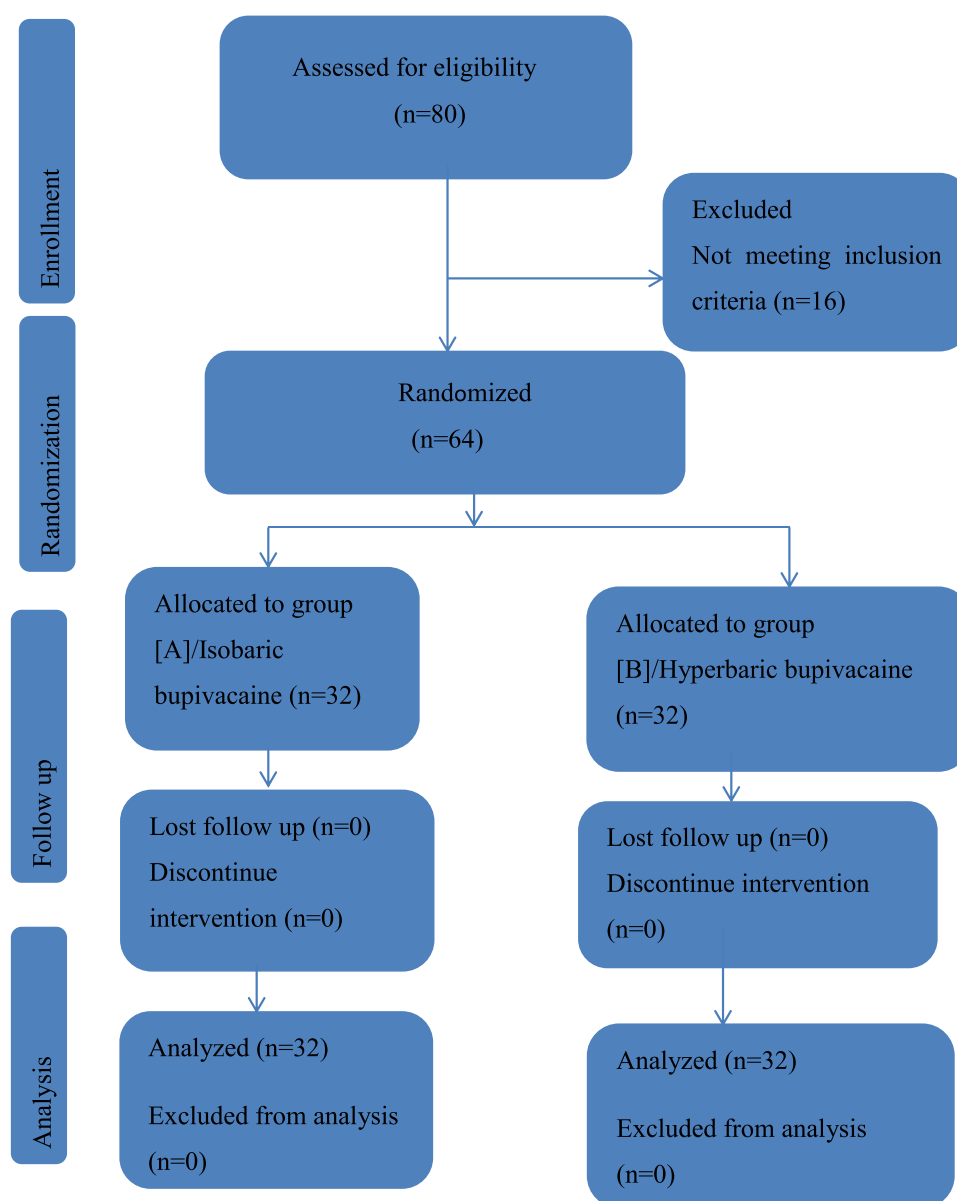 Enrollment
Assessed for eligibility
(n=80)
Excluded
Not meeting inclusion
criteria (n=16)
Randomization
Randomized
(n=64)
Follow up
Allocated to group
[A]/Isobaric
bupivacaine (n=32)
Allocated to group
[B]/Hyperbaric bupivacaine
(n=32)
Lost follow up (n=0)
Discontinue
intervention (n=0)
Lost follow up (n=0)
Discontinue intervention
(n=0)
Analysis
Analyzed (n=32)
Excluded from analysis
(n=0)
Analyzed (n=32)
Excluded from analysis
(n=0)